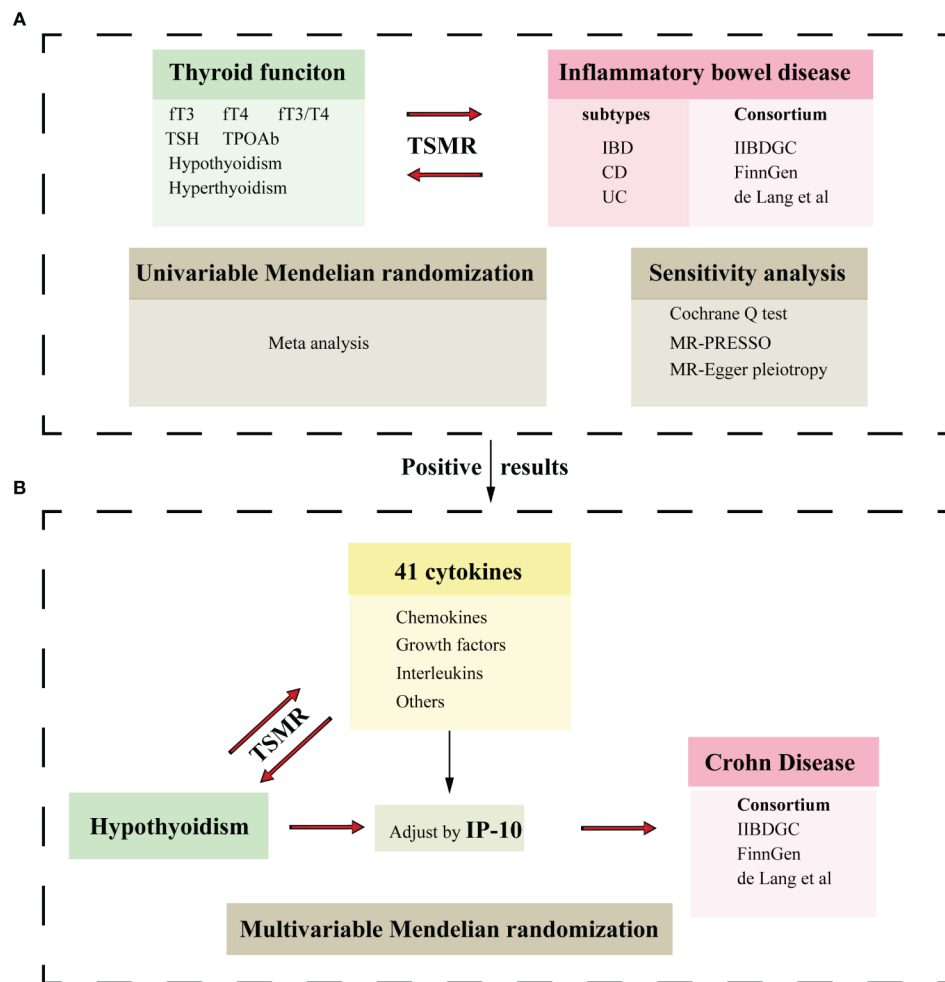 A
Thyroid funciton
fT3 fT4 fT3/T4
TSH TPOAb
Hypothyoidism
Hyperthyoidism
TSMR
Inflammatory bowel disease
subtypes
IBD
CD
UC
Consortium
IIBDGC
FinnGen
de Lang et al
Univariable Mendelian randomization
Meta analysis
Sensitivity analysis
Cochrane Q test
MR-PRESSO
MR-Egger pleiotropy
Positive results
B
41 cytokines
Chemokines
Growth factors
Interleukins
Others
TSMR
Hypothyoidism
Adjust by IP-10
Crohn Disease
Consortium
IIBDGC
FinnGen
de Lang et al
Multivariable Mendelian randomization